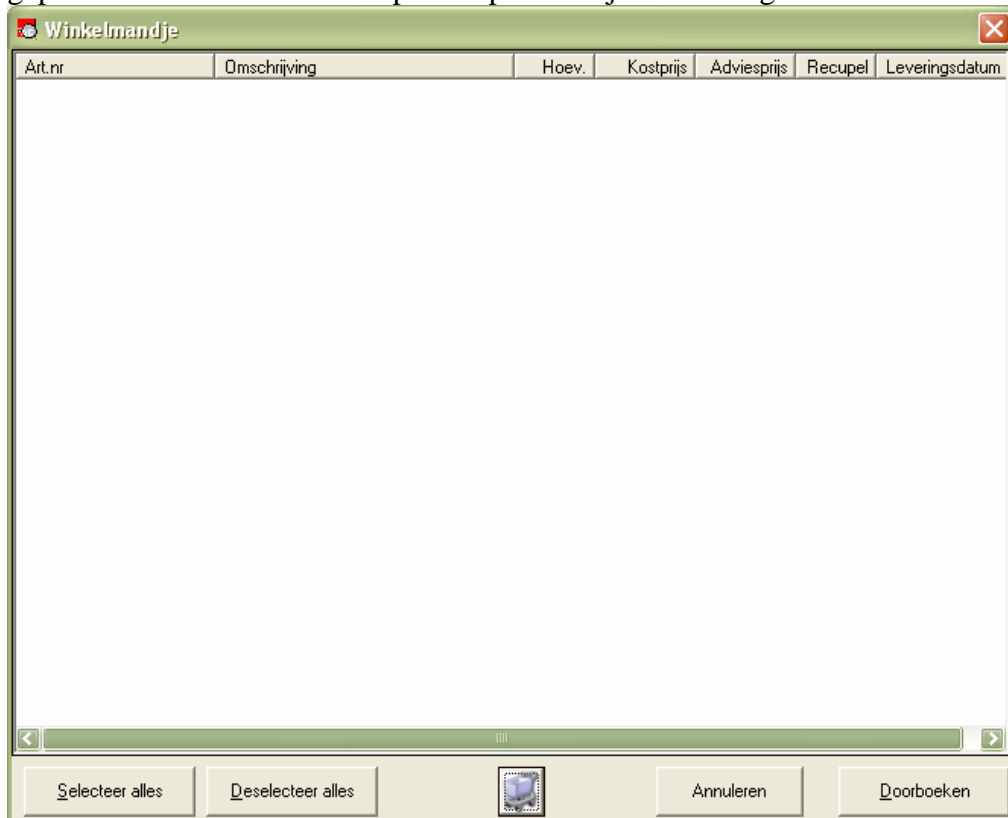 Winkelmandje
Art.nr Omschrijving Hoev. Kostprijs Adviesprijs Recupel Leveringsdatum
Selecteer alles Deselecteer alles Annuleren Doorboeken